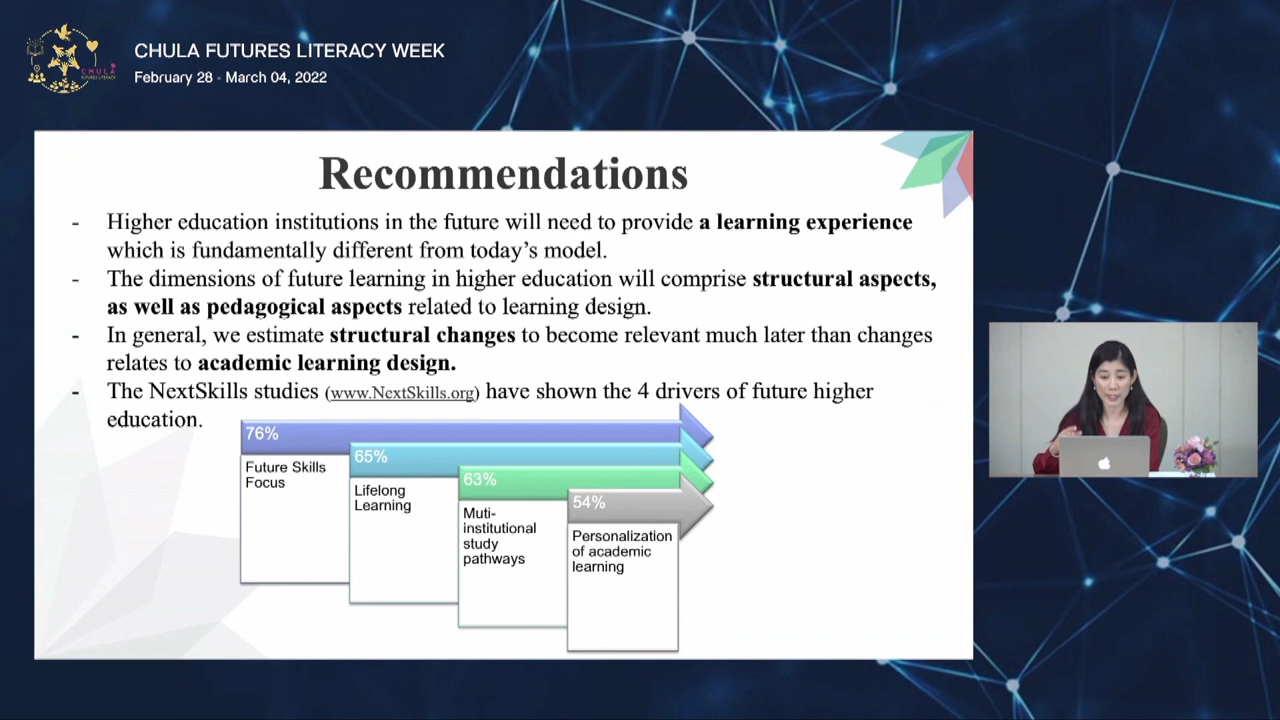 CHULA FUTURES LITERACY WEEK
February 28 - March 04, 2022
CHULA
FUTURES LITERACY
Recommendations
- Higher education institutions in the future will need to provide a learning experience
which is fundamentally different from today's model.
- The dimensions of future learning in higher education will comprise structural aspects,
as well as pedagogical aspects related to learning design.
- In general, we estimate structural changes to become relevant much later than changes
relates to academic learning design.
- The NextSkills studies (www.NextSkills.org) have shown the 4 drivers of future higher
education.
76%
Future Skills
Focus
65%
Lifelong
Learning
63%
Muti-
institutional
study
pathways
54%
Personalization
of academic
learning